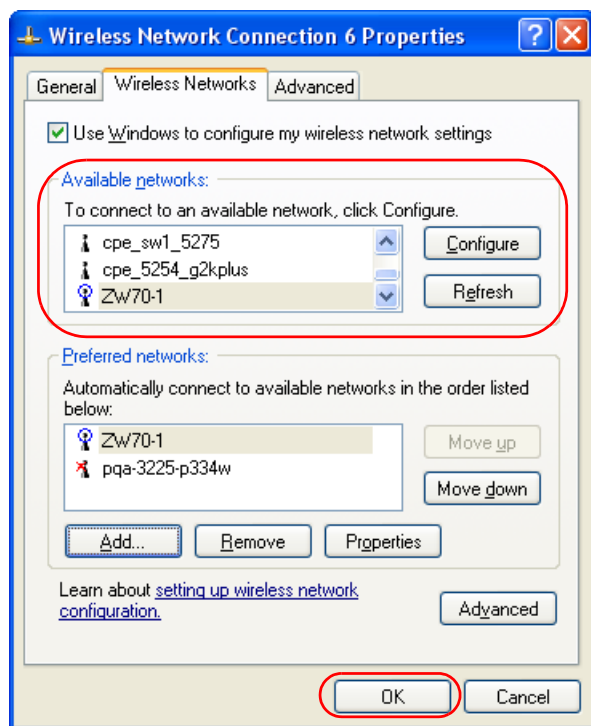 Wireless Network Connection 6 Properties
General Wireless Networks Advanced
Use Windows to configure my wireless network settings
Available networks:
To connect to an available network, click Configure.
cpe_sw1_5275
cpe_5254_g2kplus
ZW70-1
Configure
Refresh
Preferred networks:
Automatically connect to available networks in the order listed
below:
ZW70-1
pqa-3225-p334w
Move up
Move down
Add... Remove Properties
Learn about setting up wireless network
configuration.
Advanced
OK Cancel